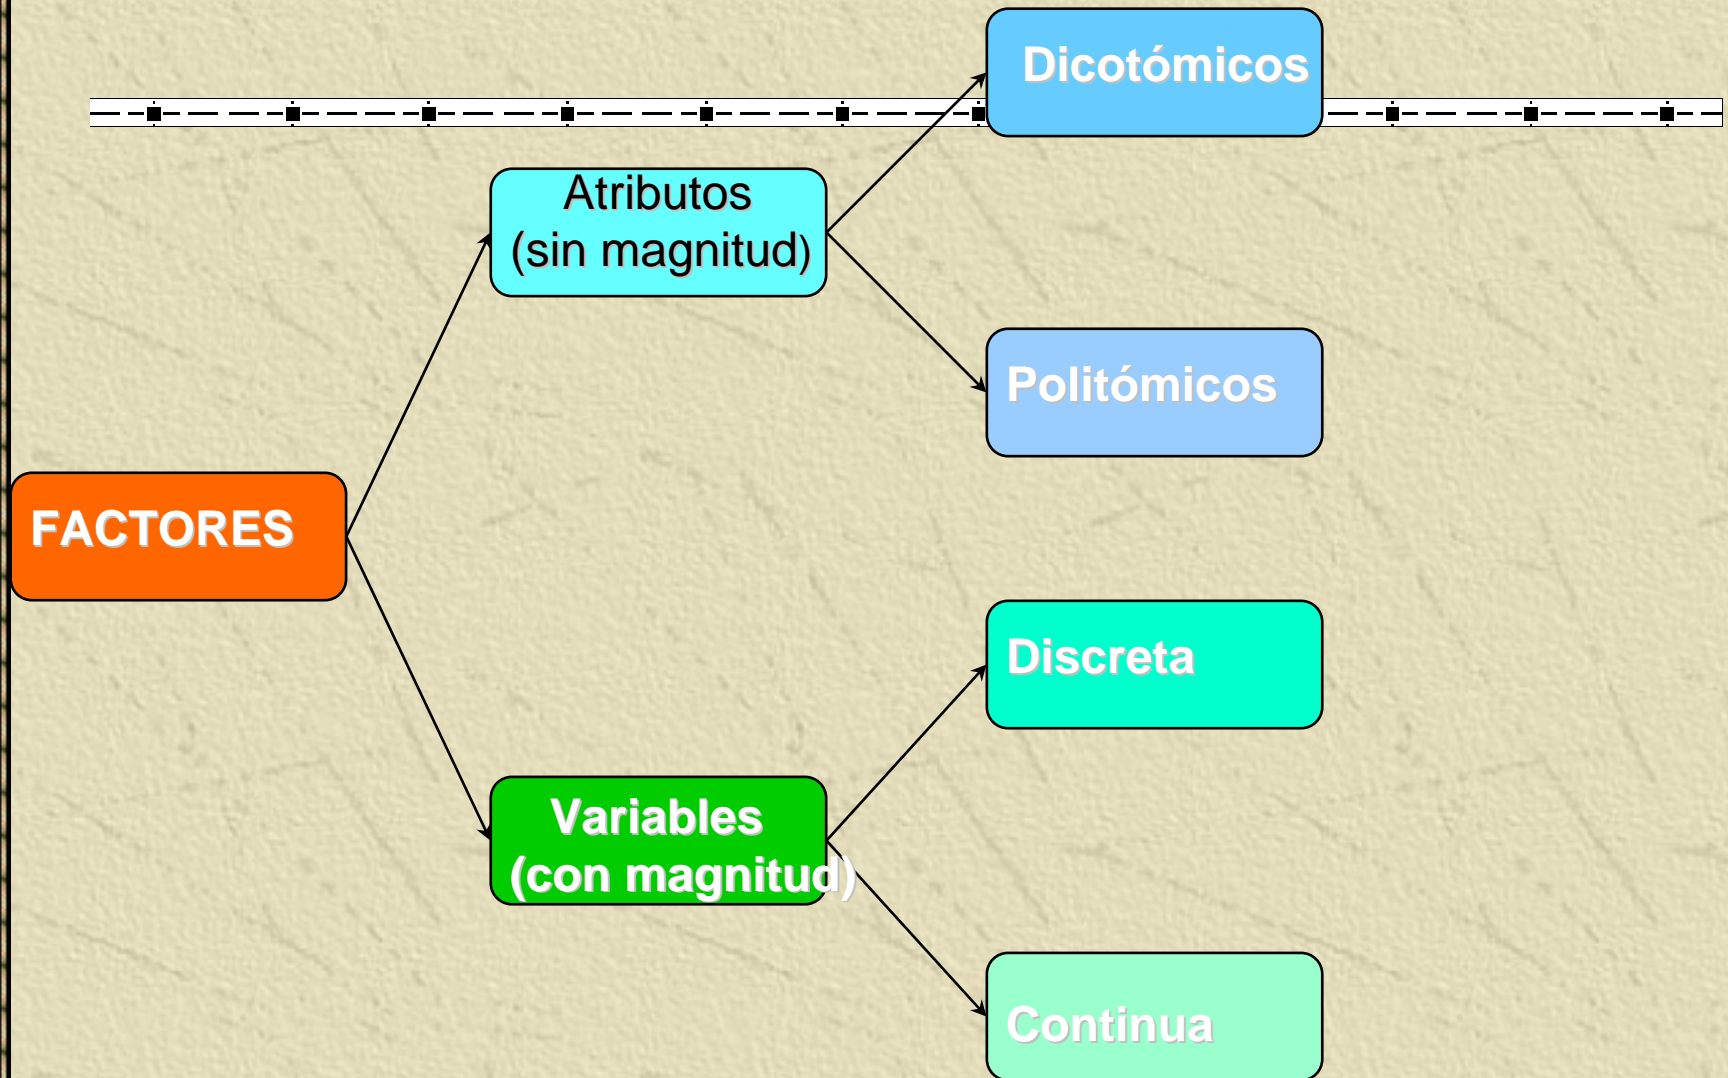 Dicotómicos
Atributos
(sin magnitud)
Politómicos
FACTORES
Discreta
Variables
(con magnitud)
Continua